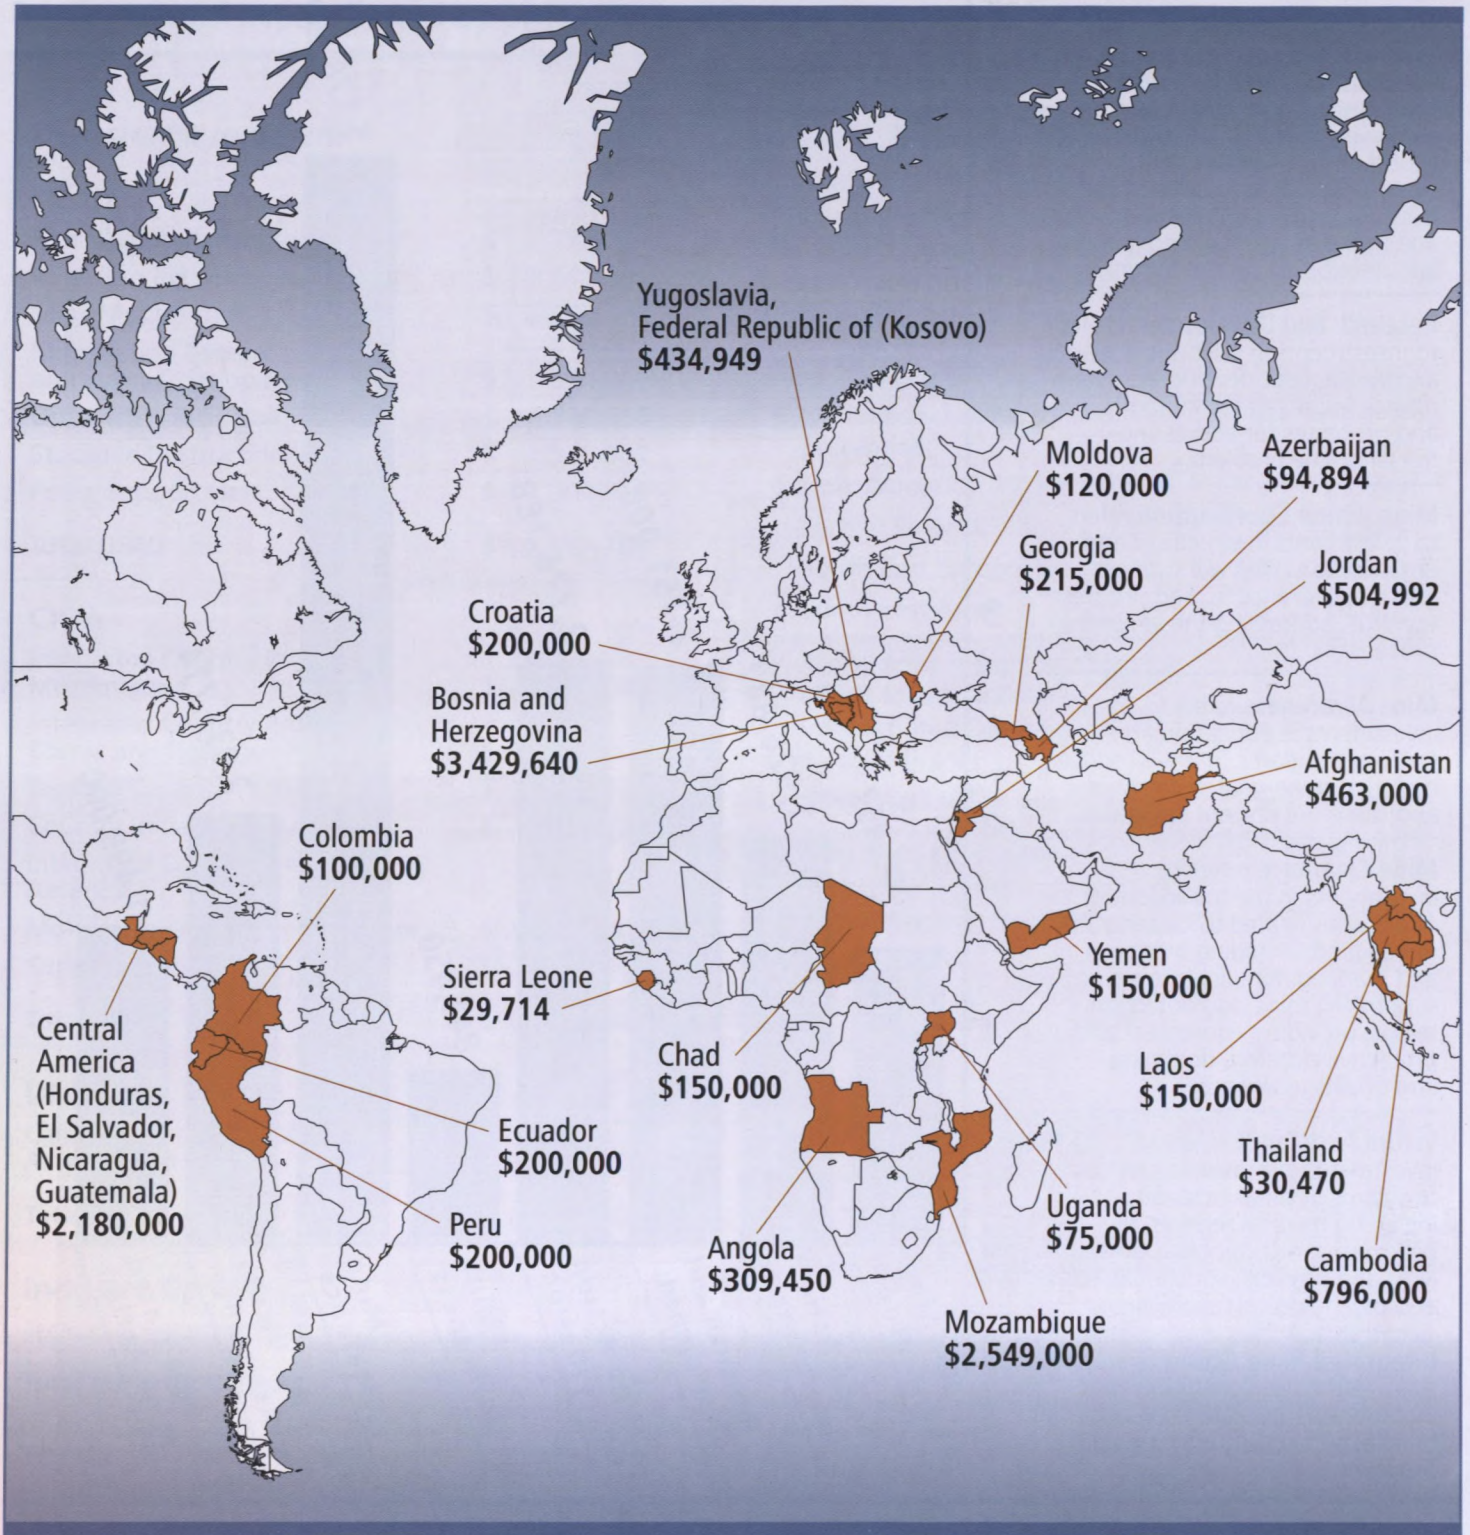 Yugoslavia,
Federal Republic of (Kosovo)
$434,949
Moldova
$120,000
Azerbaijan
$94,894
Georgia
$215,000
Jordan
$504,992
Croatia
$200,000
Bosnia and
Herzegovina
$3,429,640
Afghanistan
$463,000
Colombia
$100,000
Sierra Leone
$29,714
Yemen
$150,000
Central
America
(Honduras,
El Salvador,
Nicaragua,
Guatemala)
$2,180,000
Chad
$150,000
Laos
$150,000
Ecuador
$200,000
Thailand
$30,470
Peru
$200,000
Uganda
$75,000
Angola
$309,450
Cambodia
$796,000
Mozambique
$2,549,000